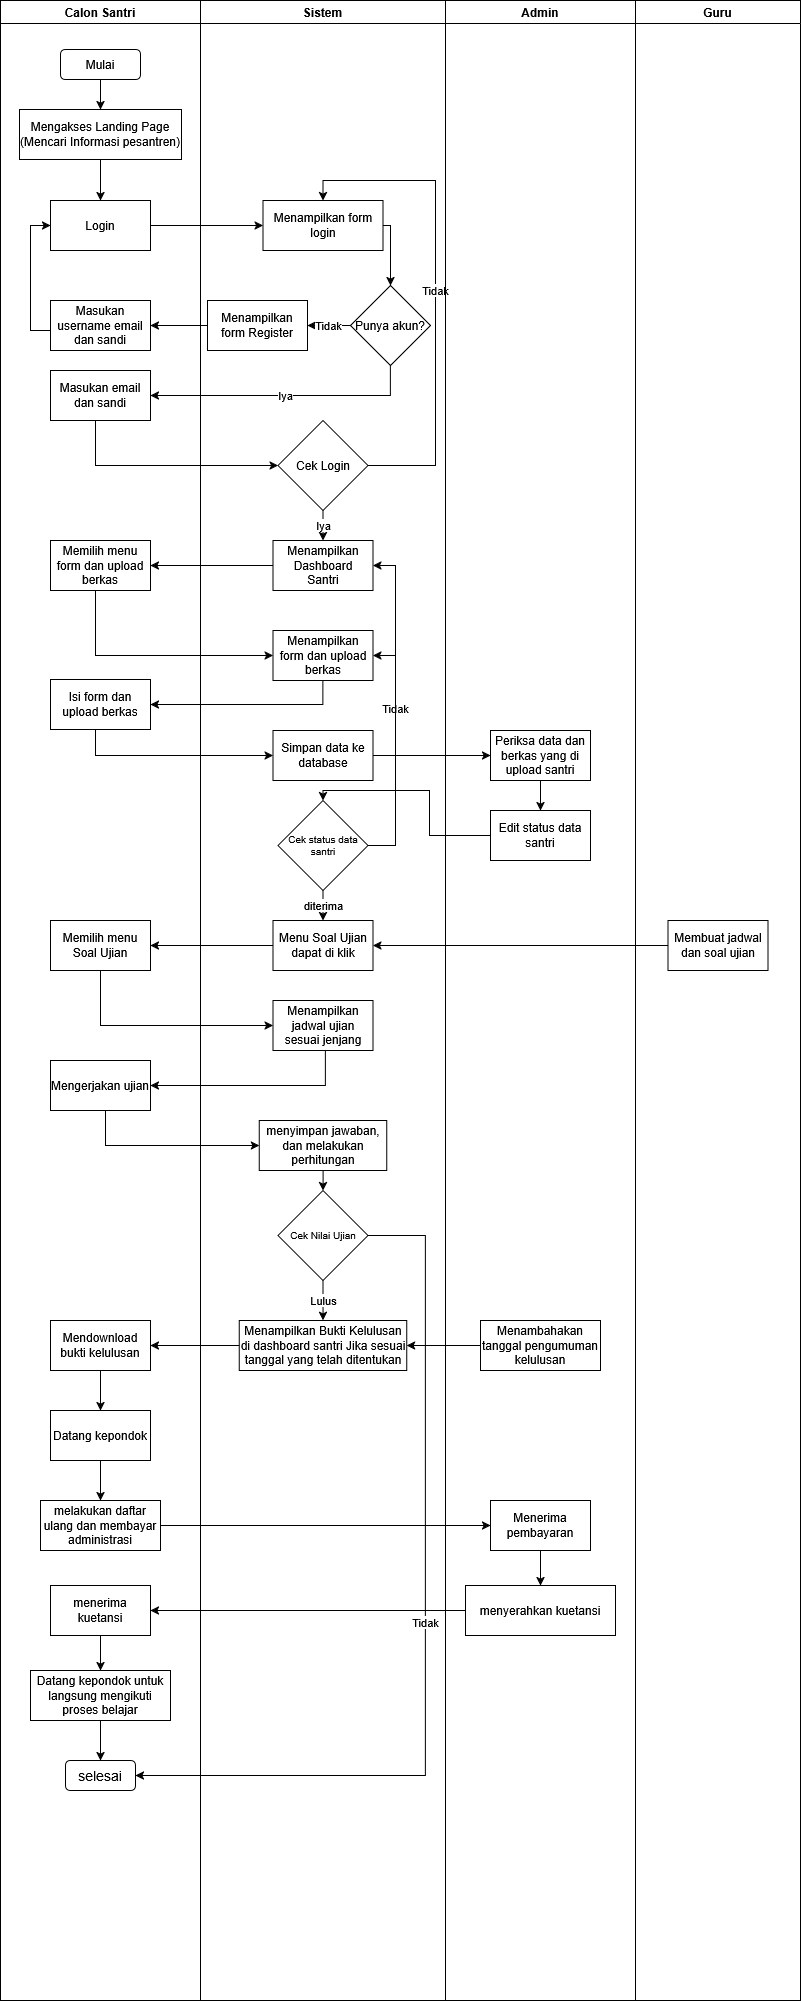 Calon Santri
Sistem
Admin
Guru
Mulai
Mengakses Landing Page
(Mencari Informasi pesantren)
Login
Menampilkan form
login
Tidak
Masukan
username email
dan sandi
Menampilkan
form Register
Tidak
Punya akun?
Masukan email
dan sandi
Iya
Cek Login
Iya
Memilih menu
form dan upload
berkas
Menampilkan
Dashboard
Santri
Menampilkan
form dan upload
berkas
Isi form dan
upload berkas
Tidak
Simpan data ke
database
Periksa data dan
berkas yang di
upload santri
Cek status data
santri
Edit status data
santri
diterima
Memilih menu
Soal Ujian
Menu Soal Ujian
dapat di klik
Membuat jadwal
dan soal ujian
Menampilkan
jadwal ujian
sesuai jenjang
Mengerjakan ujian
menyimpan jawaban,
dan melakukan
perhitungan
Cek Nilai Ujian
Lulus
Mendownload
bukti kelulusan
Menampilkan Bukti Kelulusan
di dashboard santri Jika sesuai
tanggal yang telah ditentukan
Menambahakan
tanggal pengumuman
kelulusan
Datang kepondok
melakukan daftar
ulang dan membayar
administrasi
Menerima
pembayaran
menerima
kuetansi
menyerahkan kuetansi
Tidak
Datang kepondok untuk
langsung mengikuti
proses belajar
selesai